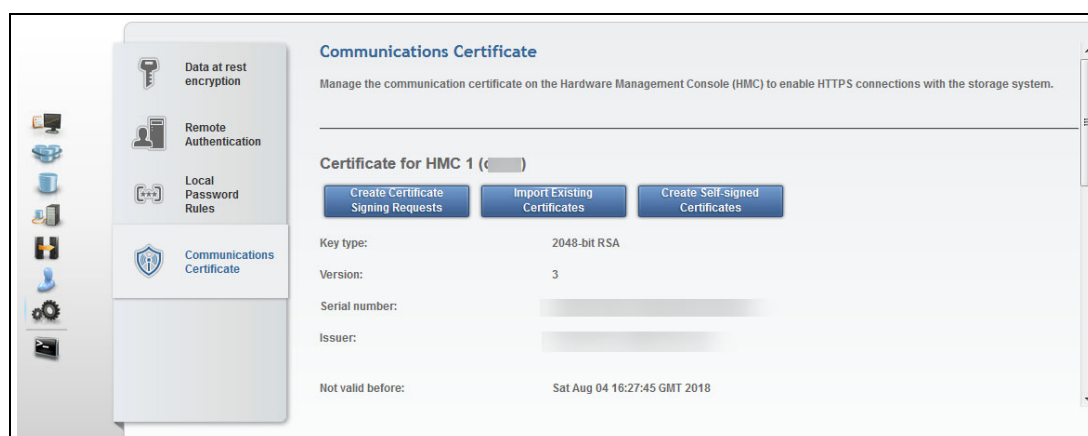 Data at rest
encryption
Remote
Authentication
Local
Password
Rules
Communications
Certificate
Communications Certificate
Manage the communication certificate on the Hardware Management Console (HMC) to enable HTTPS connections with the storage system.
Certificate for HMC 1 (c )
Create Certificate
Signing Requests
Import Existing
Certificates
Create Self-signed
Certificates
Key type: 2048-bit RSA
Version: 3
Serial number:
Issuer:
Not valid before: Sat Aug 04 16:27:45 GMT 2018